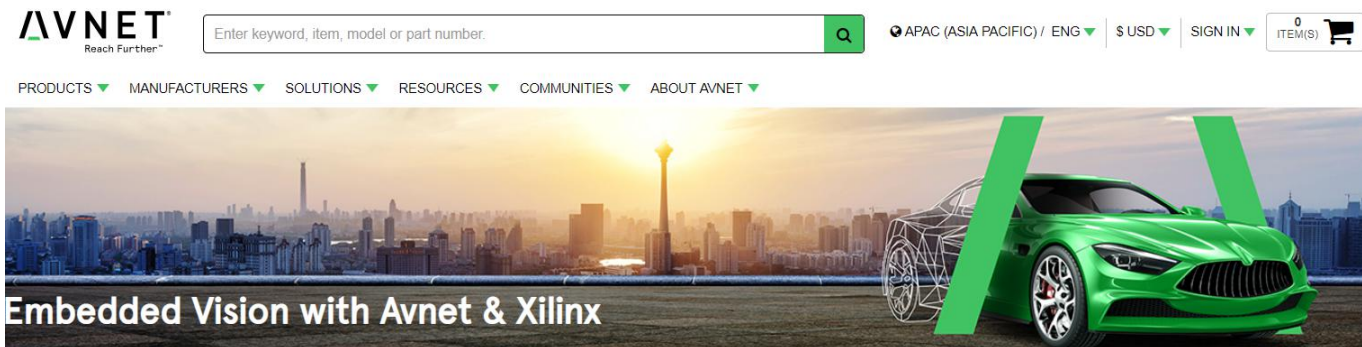 AVNET
Reach Further™
Enter keyword, item, model or part number.
APAC (ASIA PACIFIC) / ENG
$ USD
SIGN IN
0
ITEM(S)
PRODUCTS
MANUFACTURERS
SOLUTIONS
RESOURCES
COMMUNITIES
ABOUT AVNET
Embedded Vision with Avnet & Xilinx